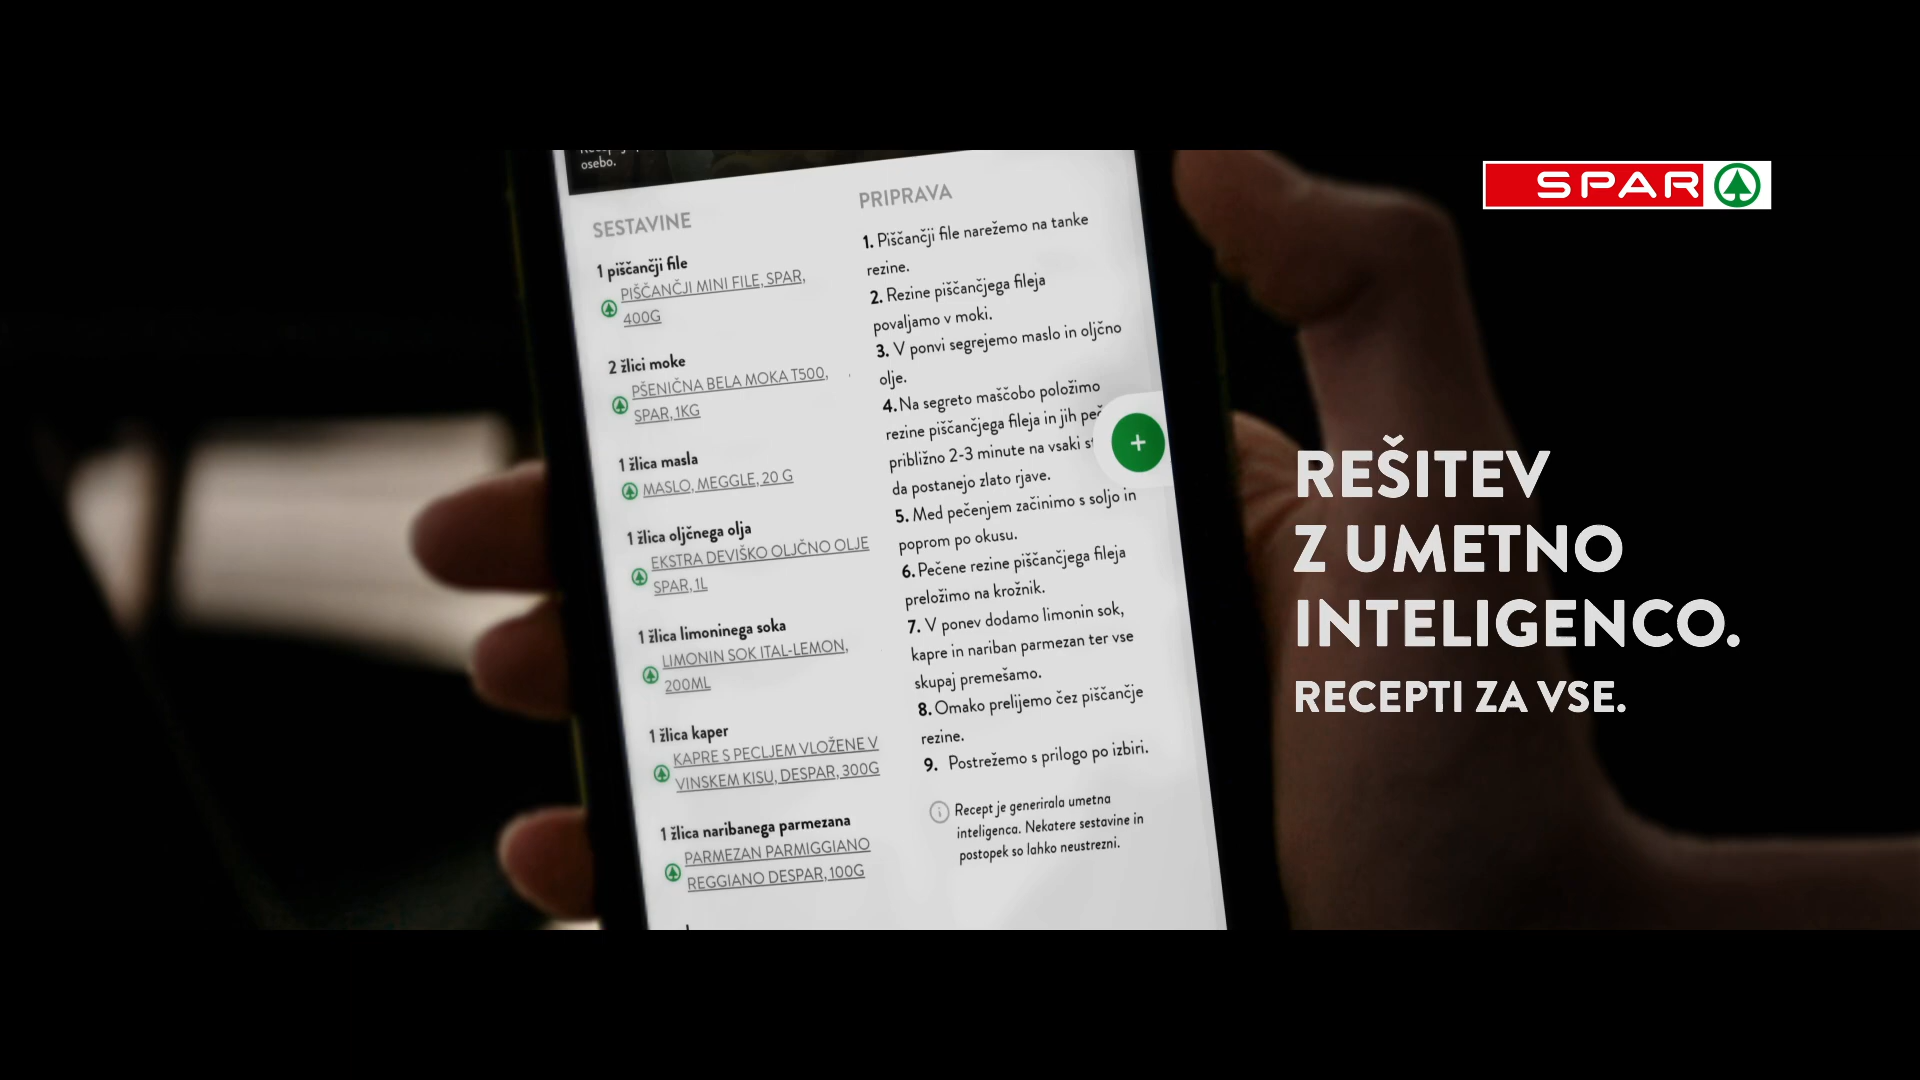 osebo.
SESTAVINE
1 piščančji file
PIŠČANČJI MINI FILE, SPAR,
400G
2 žlici moke
PŠENIČNA BELA MOKA T500,
SPAR, 1KG
1 žlica masla
MASLO, MEGGLE, 20 G
1 žlica oljčnega olja
EKSTRA DEVIŠKO OLJČNO OLJE
SPAR, 1L
1 žlica limoninega soka
LIMONIN SOK ITAL-LEMON,
200ML
1 žlica kaper
KAPRE S PECLJEM VLOŽENE V
VINSKEM KISU, DESPAR, 300G
1 žlica naribanega parmezana
PARMEZAN PARMIGGIANO
REGGIANO DESPAR, 100G
PRIPRAVA
1. Piščančji file narežemo na tanke
rezine.
2. Rezine piščančjega fileja
povaljamo v moki.
3. V ponvi segrejemo maslo in oljčno
olje.
4. Na segreto maščobo položimo
rezine piščančjega fileja in jih peč
približno 2-3 minute na vsaki s
da postanejo zlato rjave.
5. Med pečenjem začinimo s soljo in
poprom po okusu.
6. Pečene rezine piščančjega fileja
preložimo na krožnik.
7. V ponev dodamo limonin sok,
kapre in nariban parmezan ter vse
skupaj premešamo.
8. Omako prelijemo čez piščančje
rezine.
9. Postrežemo s prilogo po izbiri.
Recept je generirala umetna
inteligenca. Nekatere sestavine in
postopek so lahko neustrezni.
SPAR
REŠITEV
Z UMETNO
INTELIGENCO.
RECEPTI ZA VSE.